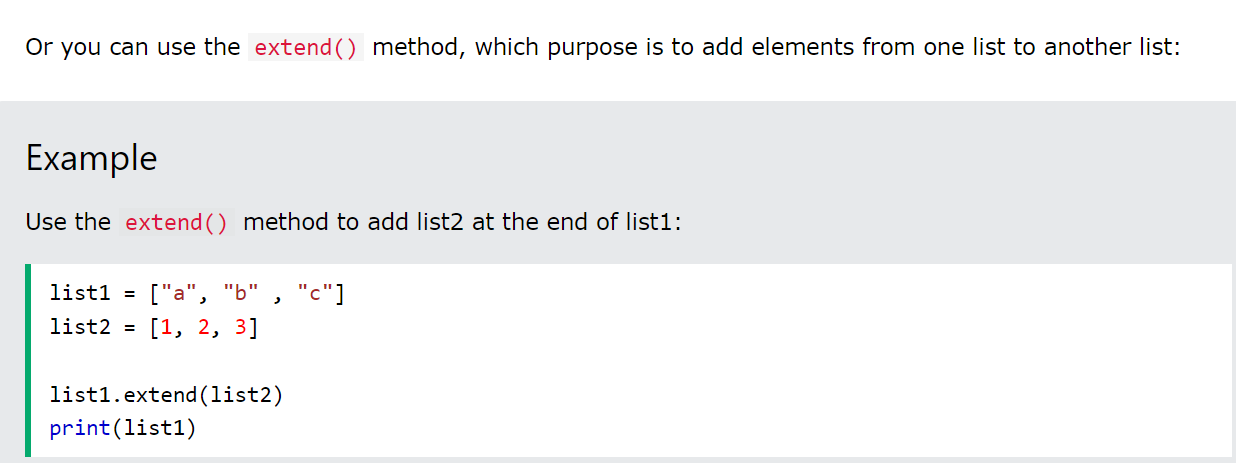 Or you can use the extend() method, which purpose is to add elements from one list to another list:
Example
Use the extend() method to add list2 at the end of list1:
list1 = ["a", "b" , "c"]
list2 = [1, 2, 3]
list1.extend(list2)
print(list1)